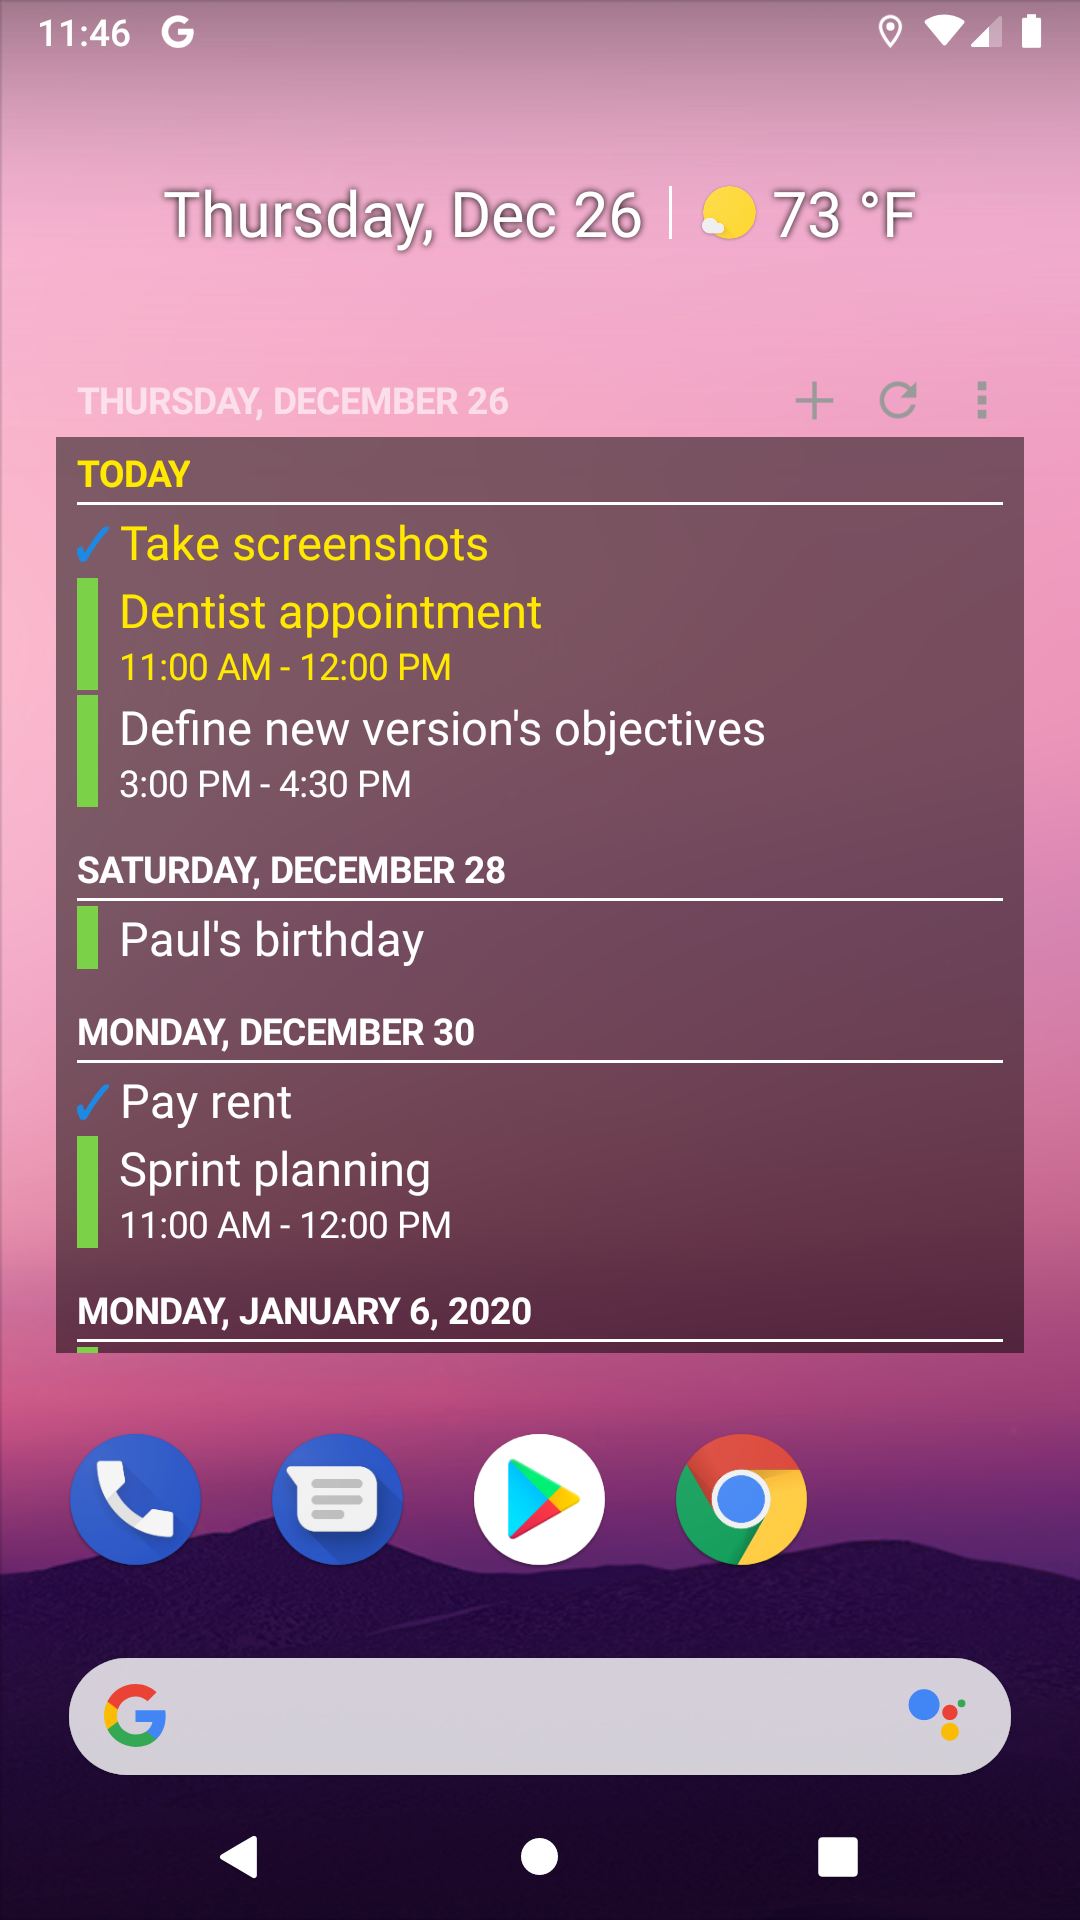 11:46
Thursday, Dec 26 73 °F
THURSDAY, DECEMBER 26
TODAY
✓ Take screenshots
Dentist appointment
11:00 AM - 12:00 PM
Define new version's objectives
3:00 PM - 4:30 PM
SATURDAY, DECEMBER 28
Paul's birthday
MONDAY, DECEMBER 30
✓ Pay rent
Sprint planning
11:00 AM - 12:00 PM
MONDAY, JANUARY 6, 2020